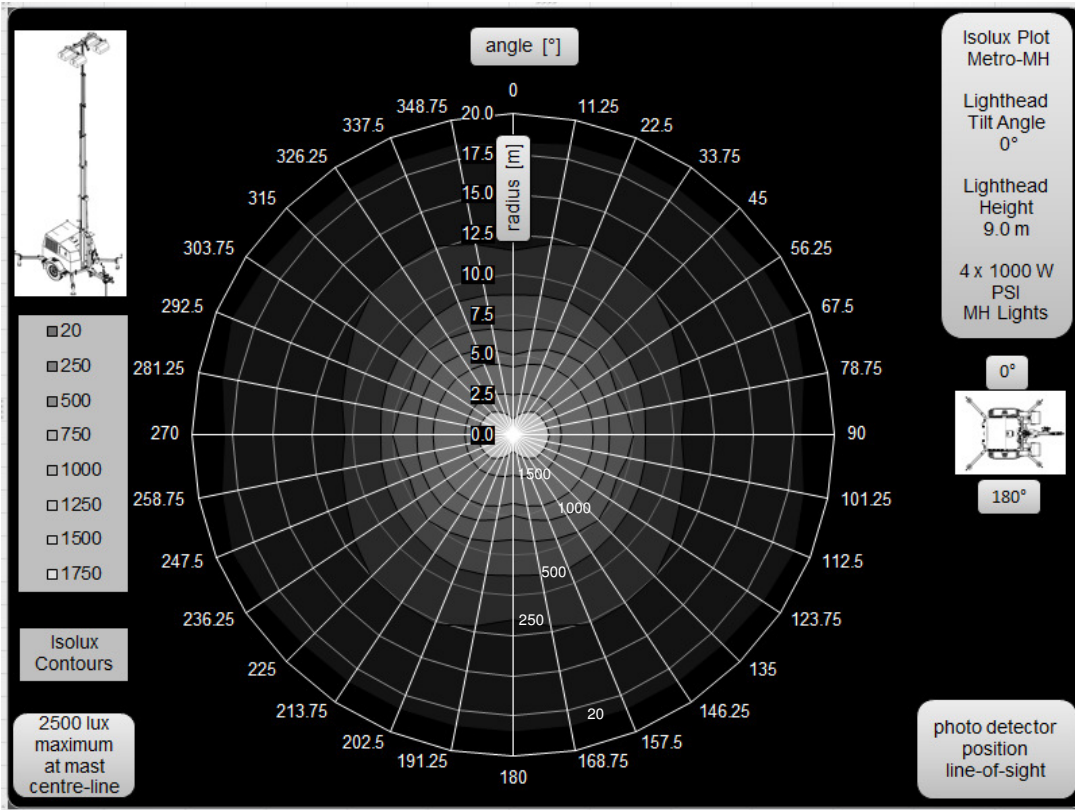 angle [°]
Isolux Plot
Metro-MH
Lighthead
Tilt Angle
0°
Lighthead
Height
9.0 m
4 x 1000 W
PSI
MH Lights
0
11.25
22.5
33.75
45
56.25
67.5
78.75
90
101.25
112.5
123.75
135
146.25
157.5
168.75
180
191.25
202.5
213.75
225
236.25
247.5
258.75
270
281.25
292.5
303.75
315
326.25
337.5
348.75
20.0
17.5
15.0
12.5
10.0
7.5
5.0
2.5
0.0
radius [m]
1500
1000
500
250
20
20
250
500
750
1000
1250
1500
1750
Isolux
Contours
2500 lux
maximum
at mast
centre-line
0°
180°
photo detector
position
line-of-sight